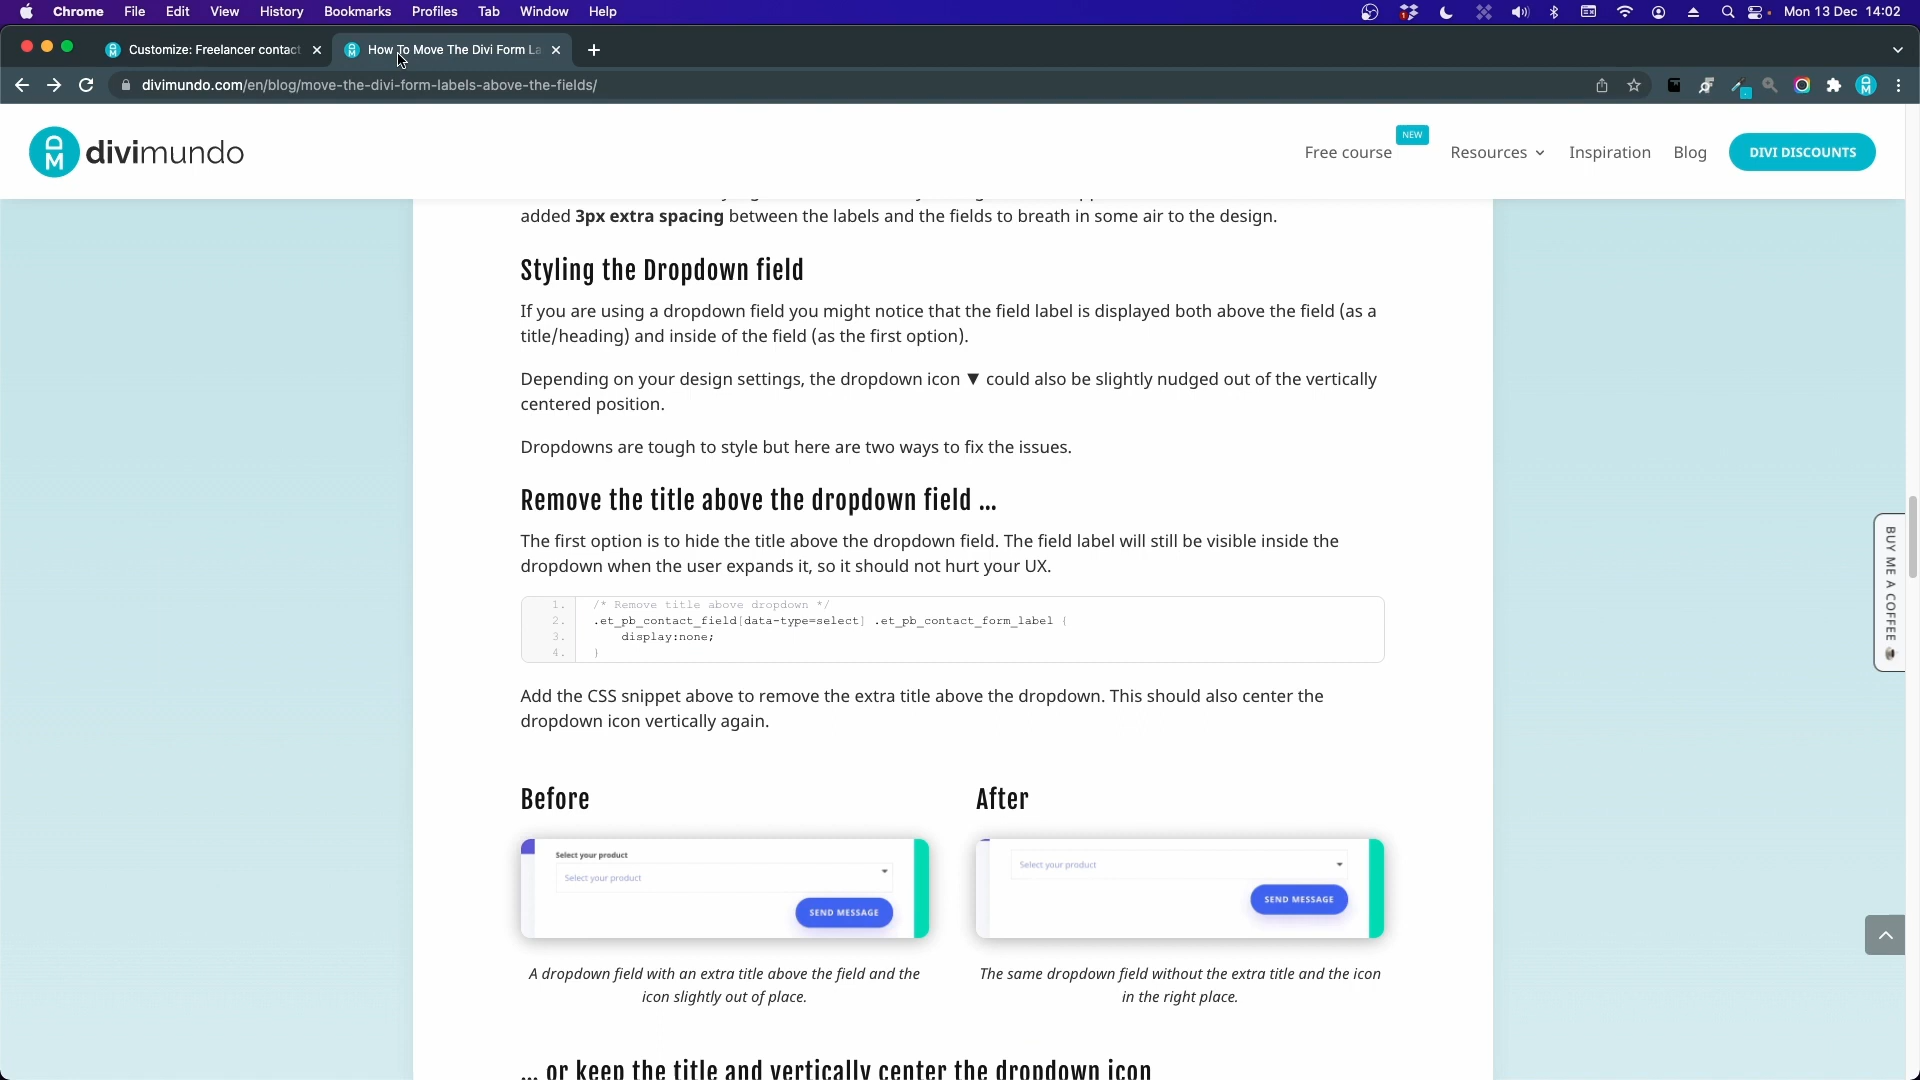 Chrome File Edit View History Bookmarks Profiles Tab Window Help Mon 13 Dec 14:02
Customize: Freelancer contact
How To Move The Divi Form La
divimundo.com/en/blog/move-the-divi-form-labels-above-the-fields/
divimundo
Free course
NEW
Resources
Inspiration
Blog
DIVI DISCOUNTS
added 3px extra spacing between the labels and the fields to breath in some air to the design.
Styling the Dropdown field
If you are using a dropdown field you might notice that the field label is displayed both above the field (as a
title/heading) and inside of the field (as the first option).
Depending on your design settings, the dropdown icon ▼ could also be slightly nudged out of the vertically
centered position.
Dropdowns are tough to style but here are two ways to fix the issues.
Remove the title above the dropdown field ...
The first option is to hide the title above the dropdown field. The field label will still be visible inside the
dropdown when the user expands it, so it should not hurt your UX.
1. /* Remove title above dropdown */
2. .et_pb_contact_field[data-type=select] .et_pb_contact_form_label {
3. display:none;
4. }
Add the CSS snippet above to remove the extra title above the dropdown. This should also center the
dropdown icon vertically again.
Before
After
Select your product
Select your product
SEND MESSAGE
Select your product
SEND MESSAGE
A dropdown field with an extra title above the field and the
icon slightly out of place.
The same dropdown field without the extra title and the icon
in the right place.
... or keep the title and vertically center the dropdown icon
BUY ME A COFFEE